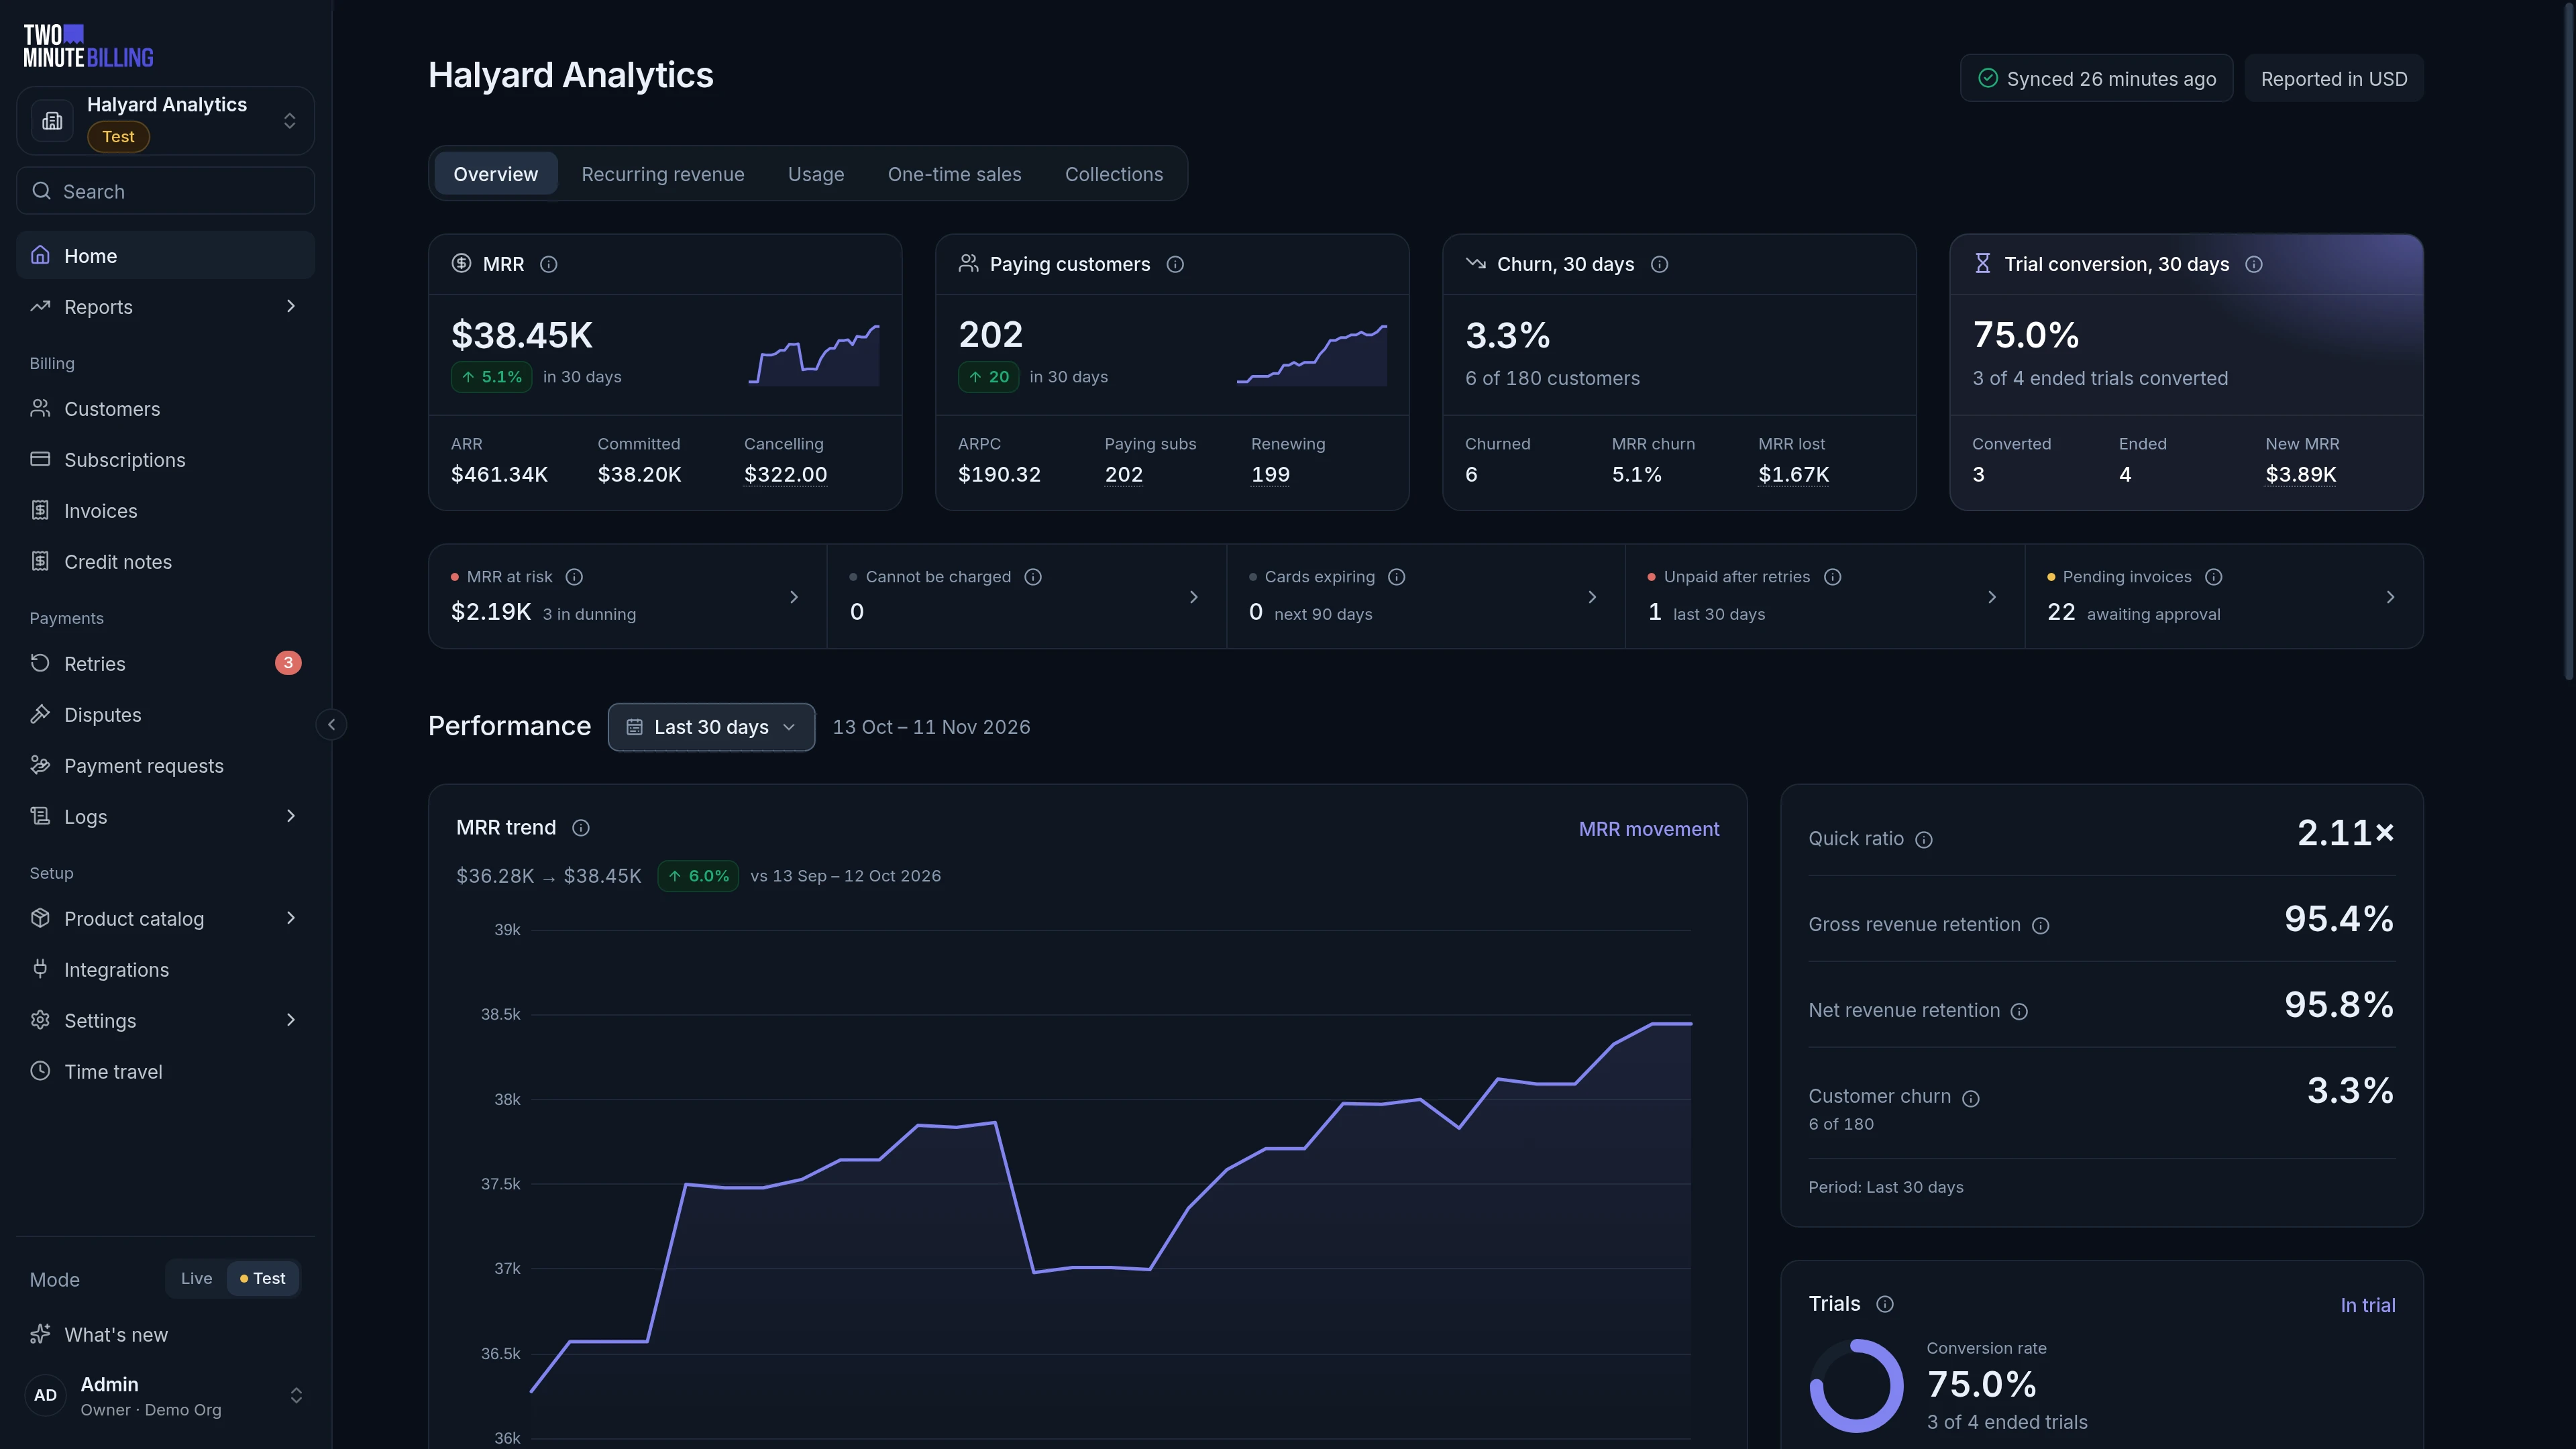 TWO
MINUTE BILLING
Halyard Analytics
Test
Search
Home
Reports
Billing
Customers
Subscriptions
Invoices
Credit notes
Payments
Retries 3
Disputes
Payment requests
Logs
Setup
Product catalog
Integrations
Settings
Time travel
Mode Live Test
What's new
AD Admin
Owner · Demo Org
Halyard Analytics
Synced 26 minutes ago Reported in USD
Overview Recurring revenue Usage One-time sales Collections
MRR
$38.45K
5.1% in 30 days
ARR Committed Cancelling
$461.34K $38.20K $322.00
Paying customers
202
20 in 30 days
ARPC Paying subs Renewing
$190.32 202 199
Churn, 30 days
3.3%
6 of 180 customers
Churned MRR churn MRR lost
6 5.1% $1.67K
Trial conversion, 30 days
75.0%
3 of 4 ended trials converted
Converted Ended New MRR
3 4 $3.89K
MRR at risk
$2.19K 3 in dunning
Cannot be charged
0
Cards expiring
0 next 90 days
Unpaid after retries
1 last 30 days
Pending invoices
22 awaiting approval
Performance Last 30 days 13 Oct – 11 Nov 2026
MRR trend MRR movement
$36.28K → $38.45K ↑ 6.0% vs 13 Sep – 12 Oct 2026
39k
38.5k
38k
37.5k
37k
36.5k
36k
Quick ratio 2.11×
Gross revenue retention 95.4%
Net revenue retention 95.8%
Customer churn 3.3%
6 of 180
Period: Last 30 days
Trials In trial
Conversion rate
75.0%
3 of 4 ended trials